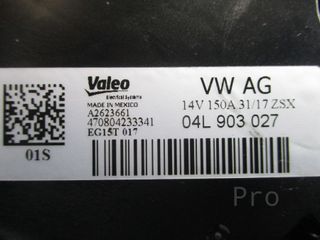 Valeo
Electrical Systems
MADE IN MEXICO
A2623661
470804233341
EG15T 017
01S
VW AG
14V 150A 31/17 ZSX
04L 903 027
Pro